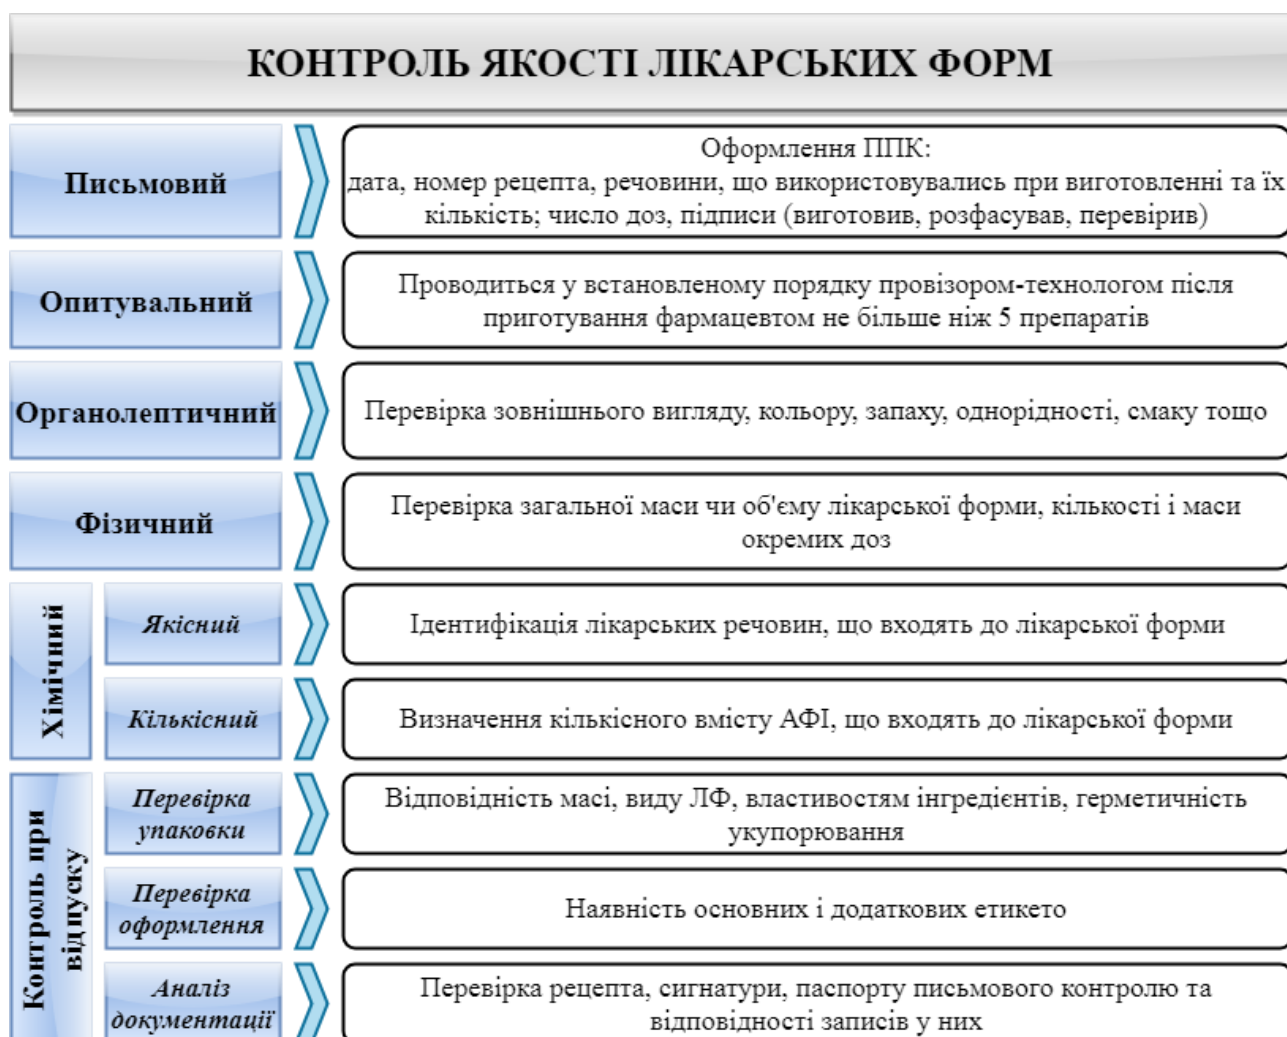 КОНТРОЛЬ ЯКОСТІ ЛІКАРСЬКИХ ФОРМ
Письмовий
Оформлення ППК:
дата, номер рецепта, речовини, що використовувались при виготовленні та їх
кількість; число доз, підписи (виготовив, розфасував, перевірив)
Опитувальний
Проводиться у встановленому порядку провізором-технологом після
приготування фармацевтом не більше ніж 5 препаратів
Органолептичний
Перевірка зовнішнього вигляду, кольору, запаху, однорідності, смаку тощо
Фізичний
Перевірка загальної маси чи об'єму лікарської форми, кількості і маси
окремих доз
Хімічний
Якісний
Ідентифікація лікарських речовин, що входять до лікарської форми
Кількісний
Визначення кількісного вмісту АФІ, що входять до лікарської форми
Контроль при
відпуску
Перевірка
упаковки
Відповідність масі, виду ЛФ, властивостям інгредієнтів, герметичність
укупорювання
Перевірка
оформлення
Наявність основних і додаткових етикето
Аналіз
документації
Перевірка рецепта, сигнатури, паспорту письмового контролю та
відповідності записів у них